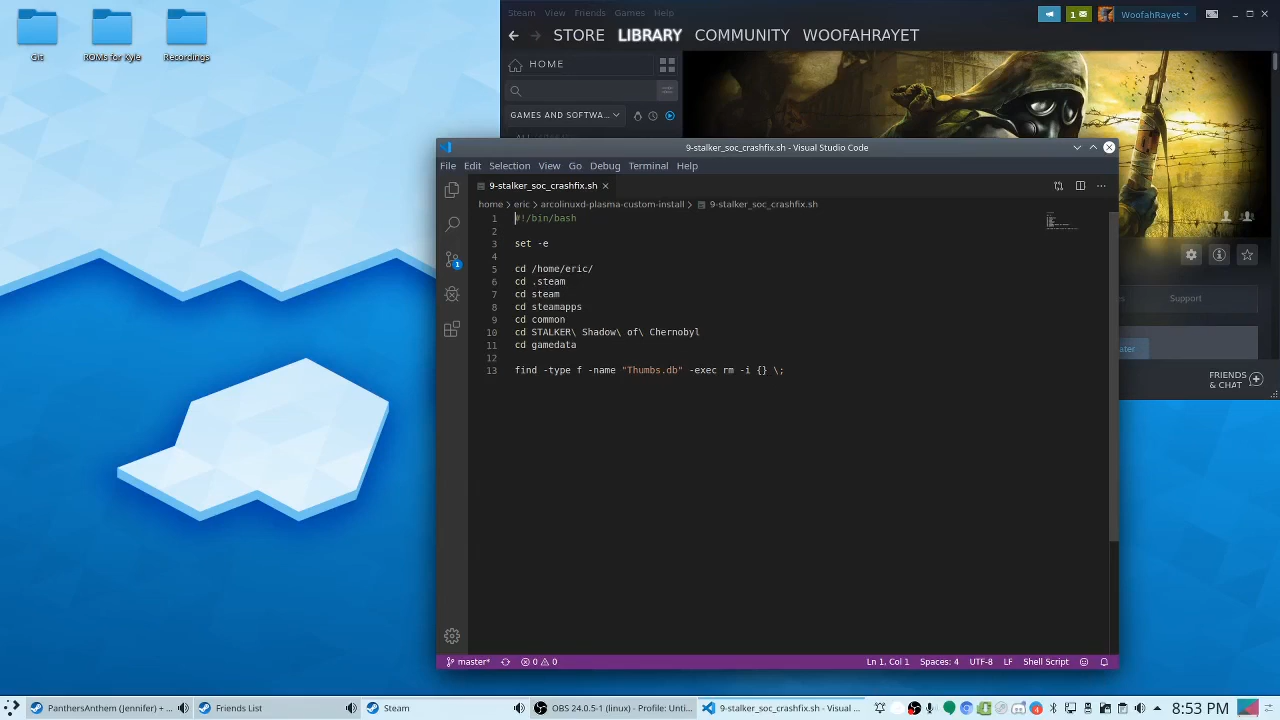 Git
ROMs for Kyle
Recordings
Steam View Friends Games Help
1
WoofahRayet
STORE LIBRARY COMMUNITY WOOFAHRAYET
HOME
GAMES AND SOFTWA...
9-stalker_soc_crashfix.sh - Visual Studio Code
File Edit Selection View Go Debug Terminal Help
9-stalker_soc_crashfix.sh
home > eric > arcolinuxd-plasma-custom-install > 9-stalker_soc_crashfix.sh
1 #!/bin/bash
2
3 set -e
4
5 cd /home/eric/
6 cd .steam
7 cd steam
8 cd steamapps
9 cd common
10 cd STALKER\ Shadow\ of\ Chernobyl
11 cd gamedata
12
13 find -type f -name "Thumbs.db" -exec rm -i {} \;
1
Support
FRIENDS
& CHAT
master* 0 0 Ln 1, Col 1 Spaces: 4 UTF-8 LF Shell Script
PanthersAnthem (Jennifer) + ...
Friends List
Steam
OBS 24.0.5-1 (linux) - Profile: Unti...
9-stalker_soc_crashfix.sh - Visual ...
8:53 PM